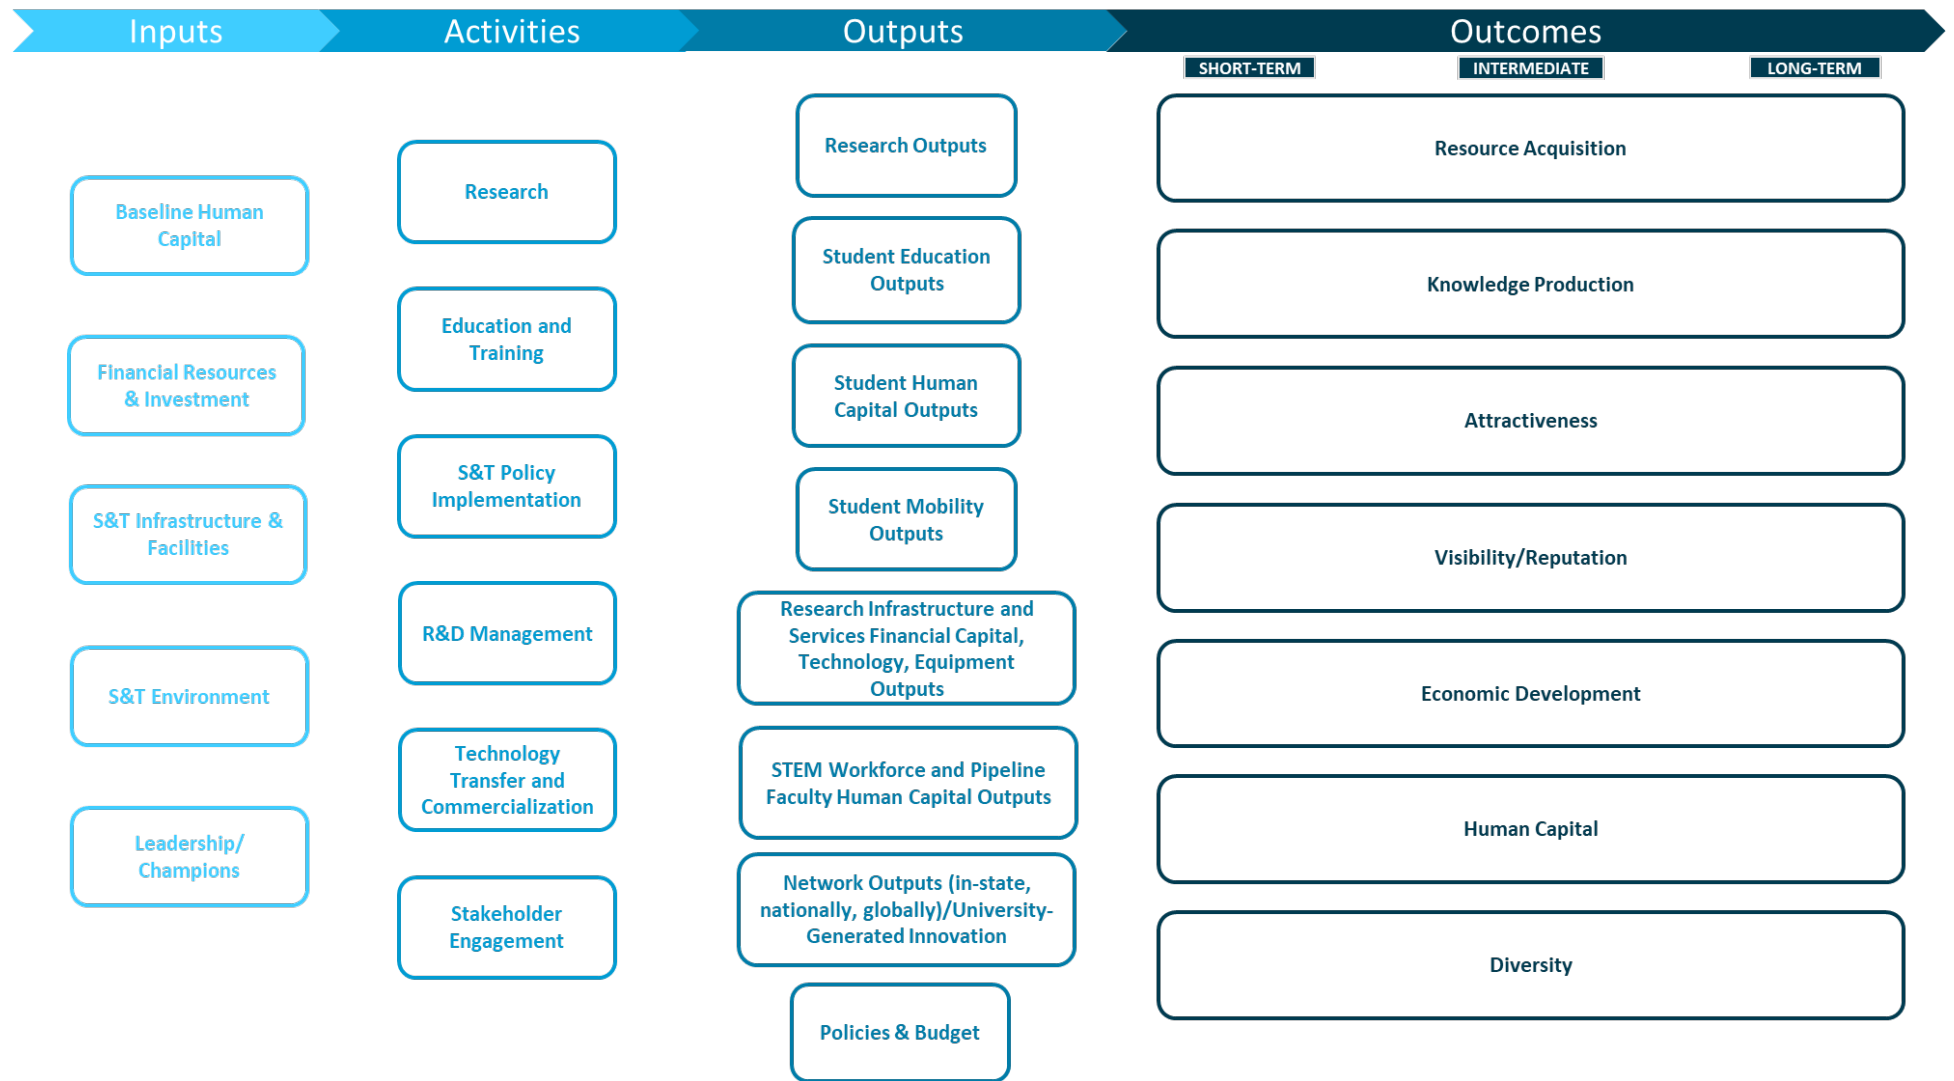 Inputs
Activities
Outputs
Outcomes
SHORT-TERM
INTERMEDIATE
LONG-TERM
Baseline Human
Capital
Financial Resources
& Investment
S&T Infrastructure &
Facilities
S&T Environment
Leadership/
Champions
Research
Education and
Training
S&T Policy
Implementation
R&D Management
Technology
Transfer and
Commercialization
Stakeholder
Engagement
Research Outputs
Student Education
Outputs
Student Human
Capital Outputs
Student Mobility
Outputs
Research Infrastructure and
Services Financial Capital,
Technology, Equipment
Outputs
STEM Workforce and Pipeline
Faculty Human Capital Outputs
Network Outputs (in-state,
nationally, globally)/University-
Generated Innovation
Policies & Budget
Resource Acquisition
Knowledge Production
Attractiveness
Visibility/Reputation
Economic Development
Human Capital
Diversity